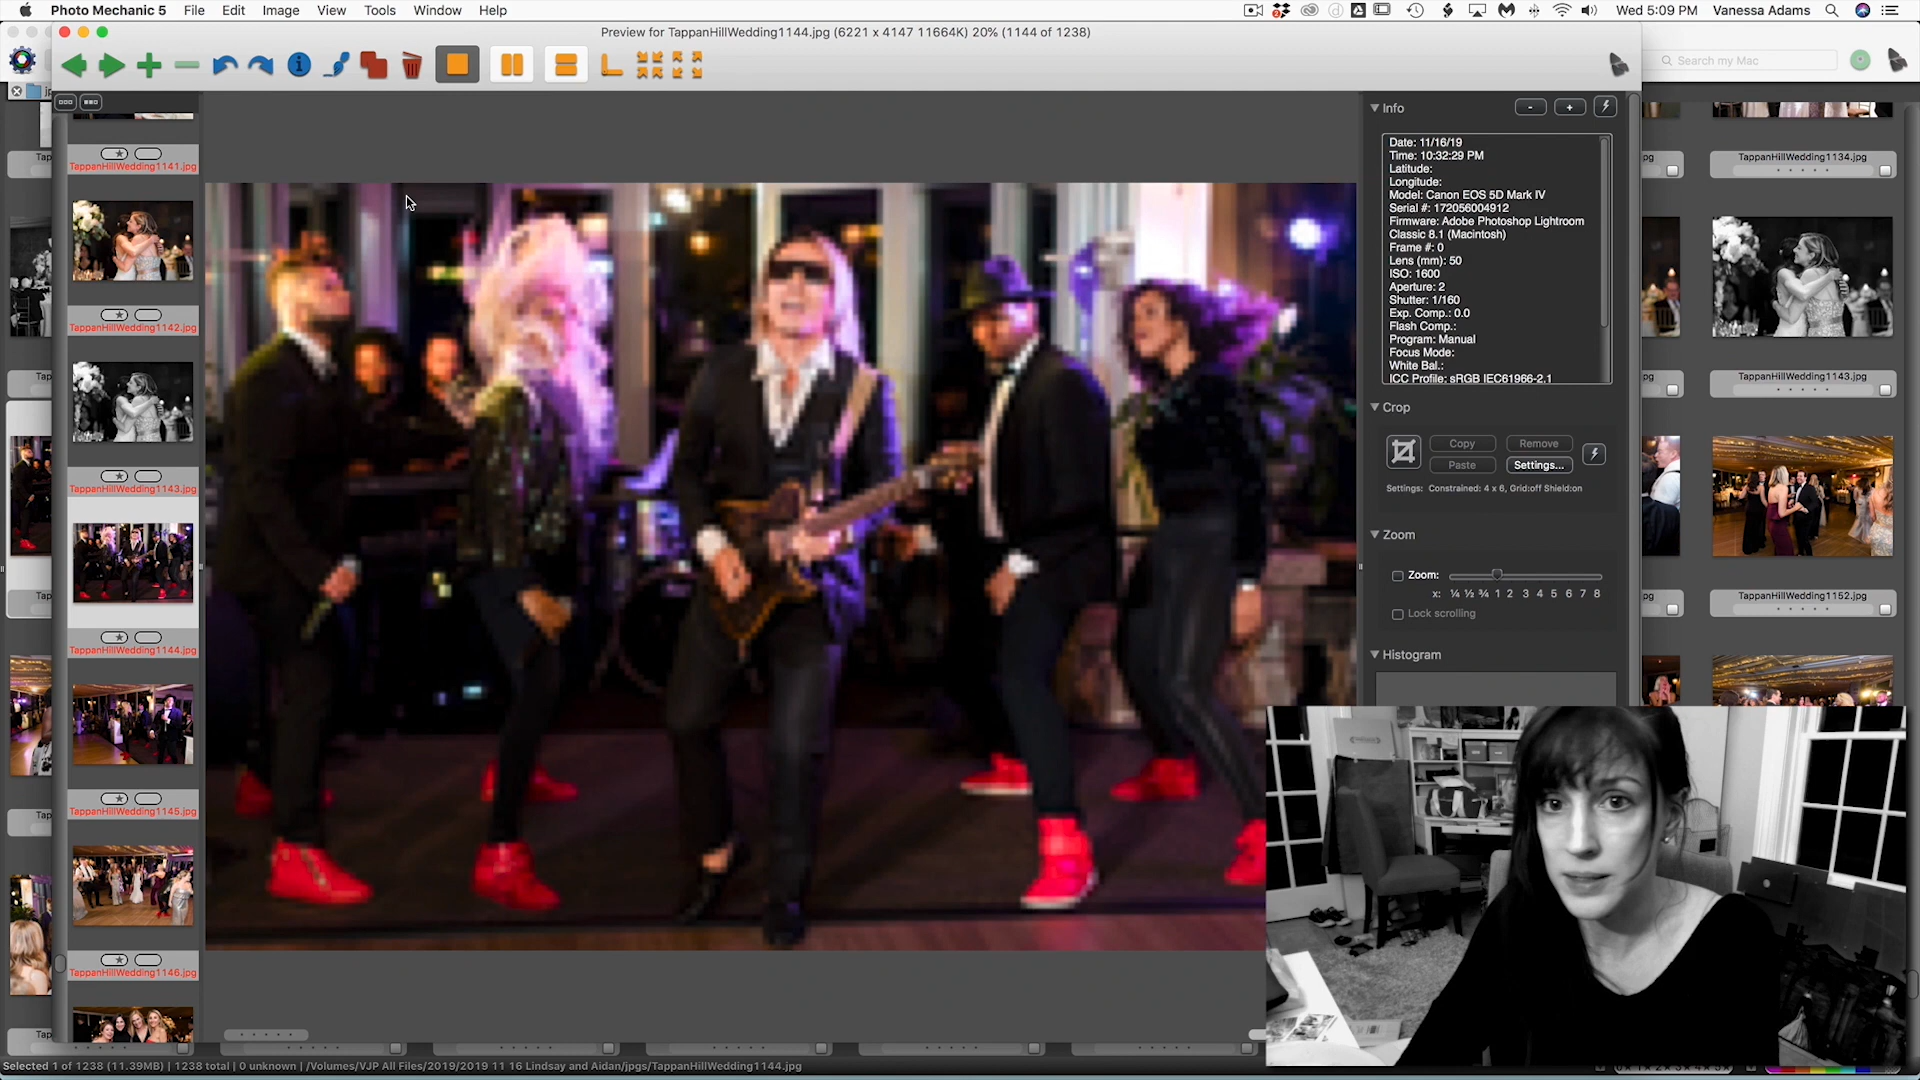 Photo Mechanic 5 File Edit Image View Tools Window Help
Wed 5:09 PM Vanessa Adams
Preview for TappanHillWedding1144.jpg (6221 x 4147 11664K) 20% (1144 of 1238)
Search my Mac
TappanHillWedding1141.jpg
TappanHillWedding1142.jpg
TappanHillWedding1143.jpg
TappanHillWedding1144.jpg
TappanHillWedding1145.jpg
TappanHillWedding1146.jpg
Tap
Tap
Tap
Tap
Tap
Info
- +
Date: 11/16/19
Time: 10:32:29 PM
Latitude:
Longitude:
Model: Canon EOS 5D Mark IV
Serial #: 172056004912
Firmware: Adobe Photoshop Lightroom
Classic 8.1 (Macintosh)
Frame #: 0
Lens (mm): 50
ISO: 1600
Aperture: 2
Shutter: 1/160
Exp. Comp.: 0.0
Flash Comp.:
Program: Manual
Focus Mode:
White Bal.:
ICC Profile: sRGB IEC61966-2.1
Crop
Copy Remove
Paste Settings...
Settings: Constrained: 4 x 6, Grid:off Shield:on
Zoom
Zoom:
x: ¼ ½ ¾ 1 2 3 4 5 6 7 8
Lock scrolling
Histogram
pg TappanHillWedding1134.jpg
pg TappanHillWedding1143.jpg
pg TappanHillWedding1152.jpg
Selected 1 of 1238 (11.39MB) | 1238 total | 0 unknown | /Volumes/VJP All Files/2019/2019 11 16 Lindsay and Aidan/jpgs/TappanHillWedding1144.jpg